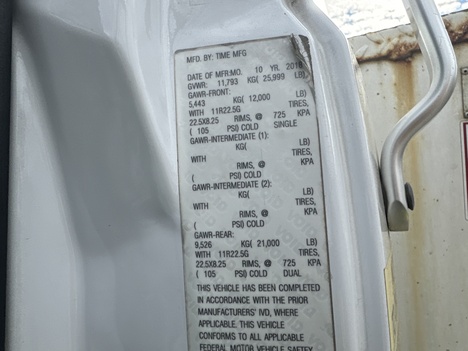 MFD. BY: TIME MFG
DATE OF MFR:MO. 10 YR. 2018
GVWR: 11,793 KG( 25,999 LB)
GAWR-FRONT:
5,443 KG( 12,000 LB)
WITH 11R22.5G TIRES,
22.5X8.25 RIMS, @ 725 KPA
( 105 PSI) COLD SINGLE
GAWR-INTERMEDIATE (1):
KG( LB)
WITH TIRES,
RIMS, @ KPA
( PSI) COLD
GAWR-INTERMEDIATE (2):
KG( LB)
WITH TIRES,
RIMS, @ KPA
( PSI) COLD
GAWR-REAR:
9,526 KG( 21,000 LB)
WITH 11R22.5G TIRES,
22.5X8.25 RIMS, @ 725 KPA
( 105 PSI) COLD DUAL
THIS VEHICLE HAS BEEN COMPLETED
IN ACCORDANCE WITH THE PRIOR
MANUFACTURERS' IVD, WHERE
APPLICABLE, THIS VEHICLE
CONFORMS TO ALL APPLICABLE
FEDERAL MOTOR VEHICLE SAFETY